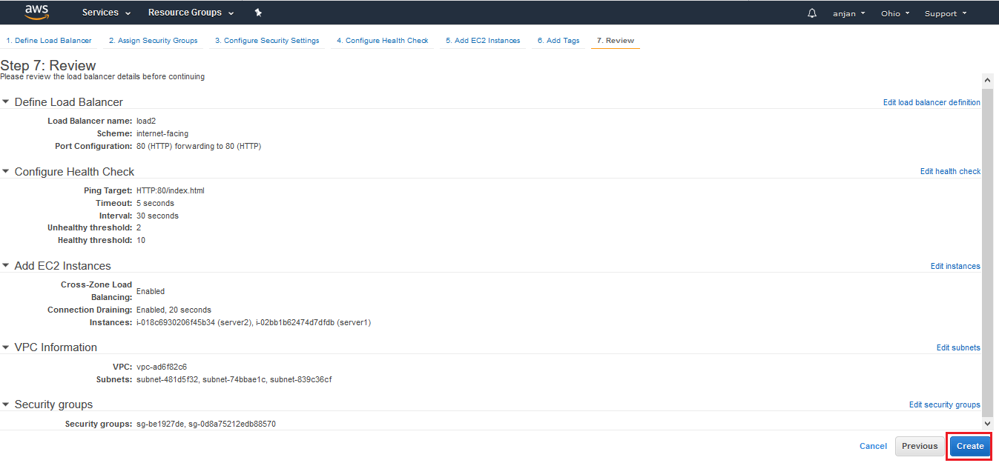 aws Services Resource Groups anjan Ohio Support
1. Define Load Balancer 2. Assign Security Groups 3. Configure Security Settings 4. Configure Health Check 5. Add EC2 Instances 6. Add Tags 7. Review
Step 7: Review
Please review the load balancer details before continuing
Define Load Balancer Edit load balancer definition
Load Balancer name: load2
Scheme: internet-facing
Port Configuration: 80 (HTTP) forwarding to 80 (HTTP)
Configure Health Check Edit health check
Ping Target: HTTP:80/index.html
Timeout: 5 seconds
Interval: 30 seconds
Unhealthy threshold: 2
Healthy threshold: 10
Add EC2 Instances Edit instances
Cross-Zone Load
Balancing: Enabled
Connection Draining: Enabled, 20 seconds
Instances: i-018c6930206f45b34 (server2), i-02bb1b62474d7dfdb (server1)
VPC Information Edit subnets
VPC: vpc-ad6f82c6
Subnets: subnet-481d5f32, subnet-74bbae1c, subnet-839c36cf
Security groups Edit security groups
Security groups: sg-be1927de, sg-0d8a75212edb88570
Cancel Previous Create